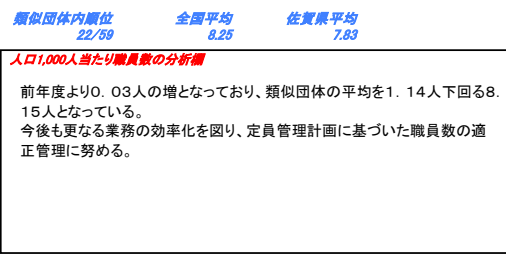 類似団体内順位 全国平均 佐賀県平均
22/59 8.25 7.83
人口1,000人当たり職員数の分析欄
前年度より0．03人の増となっており、類似団体の平均を1．14人下回る8．
15人となっている。
今後も更なる業務の効率化を図り、定員管理計画に基づいた職員数の適
正管理に努める。